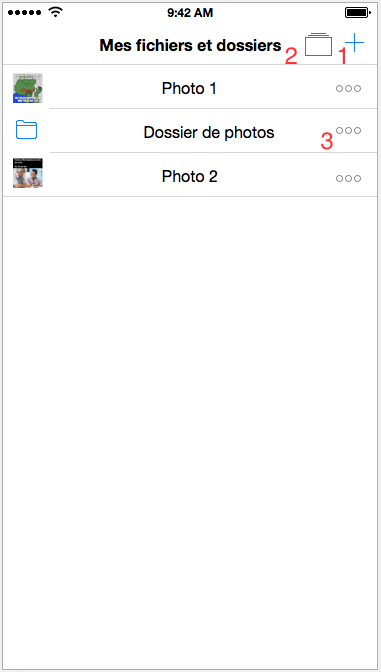 9:42 AM
Mes fichiers et dossiers
2
1
Photo 1
Dossier de photos
3
Photo 2